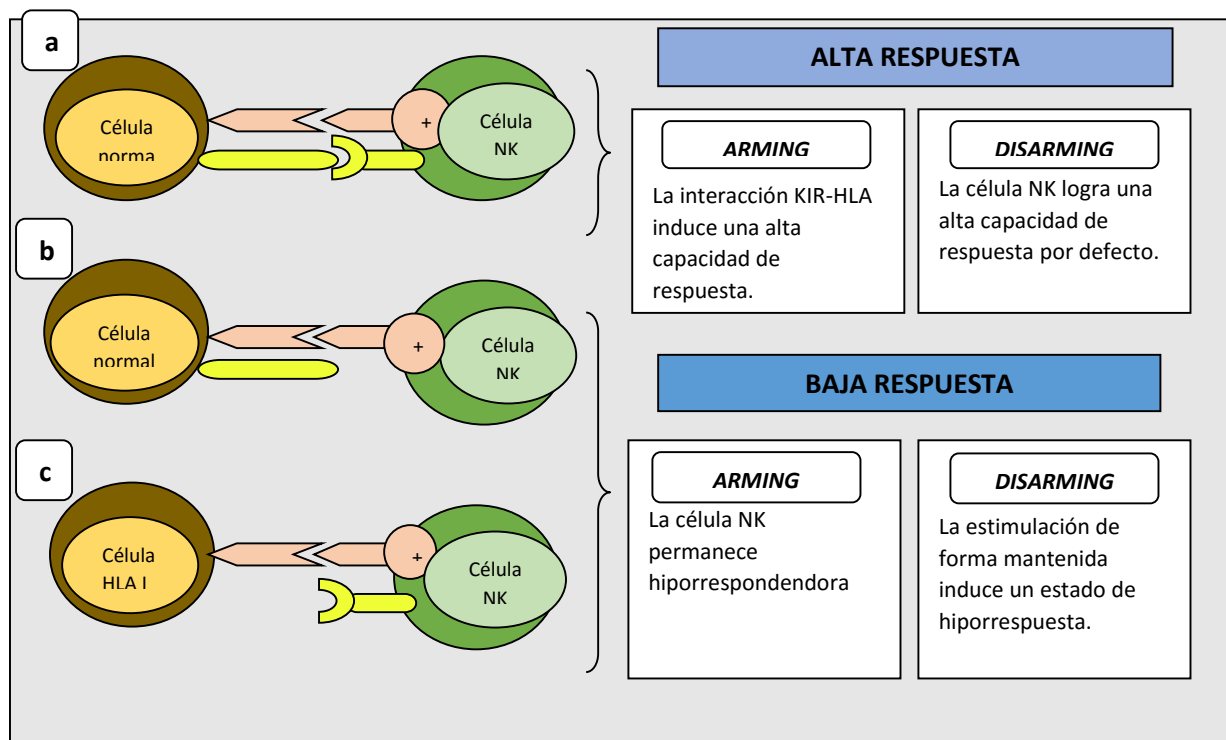 a
Célula
norma
+
Célula
NK
b
Célula
normal
+
Célula
NK
c
Célula
HLA I
+
Célula
NK
ALTA RESPUESTA
ARMING
La interacción KIR-HLA
induce una alta
capacidad de
respuesta.
DISARMING
La célula NK logra una
alta capacidad de
respuesta por defecto.
BAJA RESPUESTA
ARMING
La célula NK
permanece
hiporrespondendora
DISARMING
La estimulación de
forma mantenida
induce un estado de
hiporrespuesta.